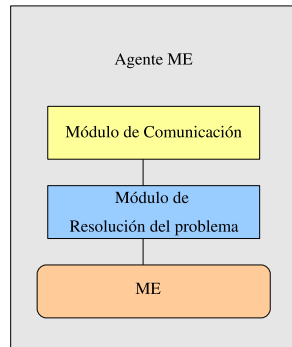 Agente ME
Módulo de Comunicación
Módulo de
Resolución del problema
ME